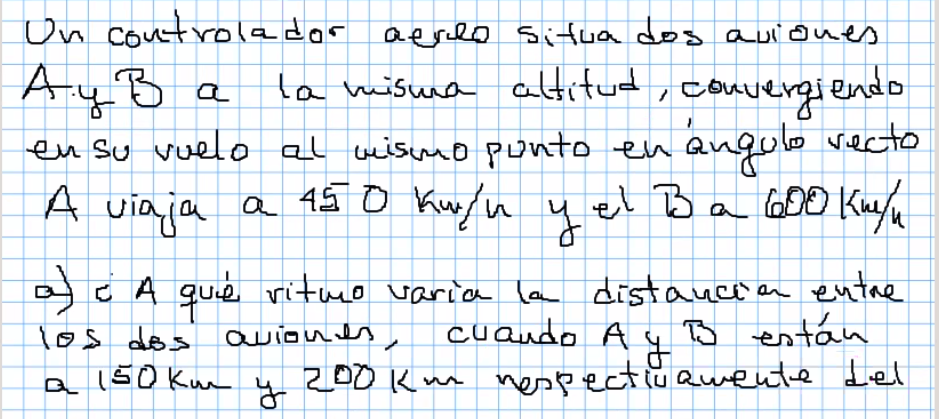 Un controlador aereo situa dos aviones
A y B a la misma altitud, convergiendo
en su vuelo al mismo punto en ángulo recto
A viaja a 450 Km/h y el B a 600 Km/h
a) ¿ A qué ritmo varia la distancia entre
los dos aviones, cuando A y B están
a 150 Km y 200 Km respectivamente del